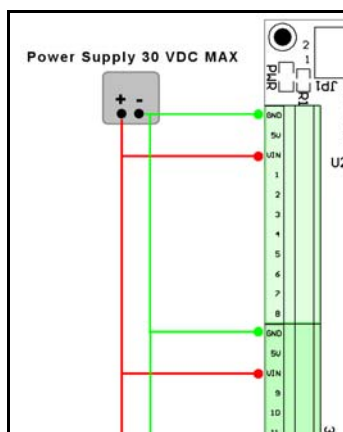 Power Supply 30 VDC MAX
+ -
2
1
PWR
R1
JP1
U2
GND
5V
VIN
1
2
3
4
5
6
7
8
GND
5V
VIN
9
10